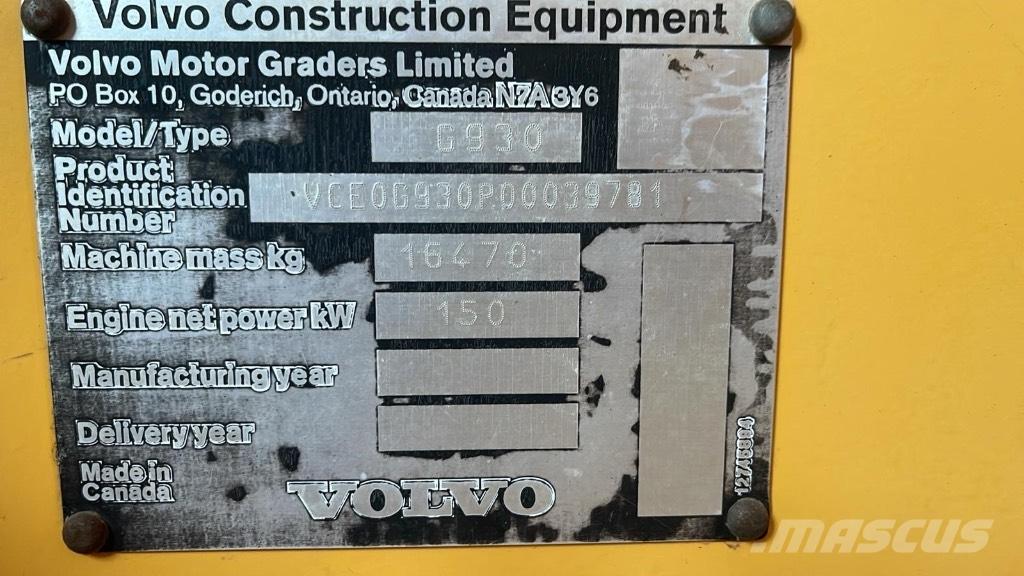 Volvo Construction Equipment
Volvo Motor Graders Limited
PO Box 10, Goderich, Ontario, Canada N7A 3Y6
Model/Type G930
Product
Identification VCE0G930P00039781
Number
Machine mass kg 16470
Engine net power kW 150
Manufacturing year
Delivery year
Made in
Canada
VOLVO
MASCUS